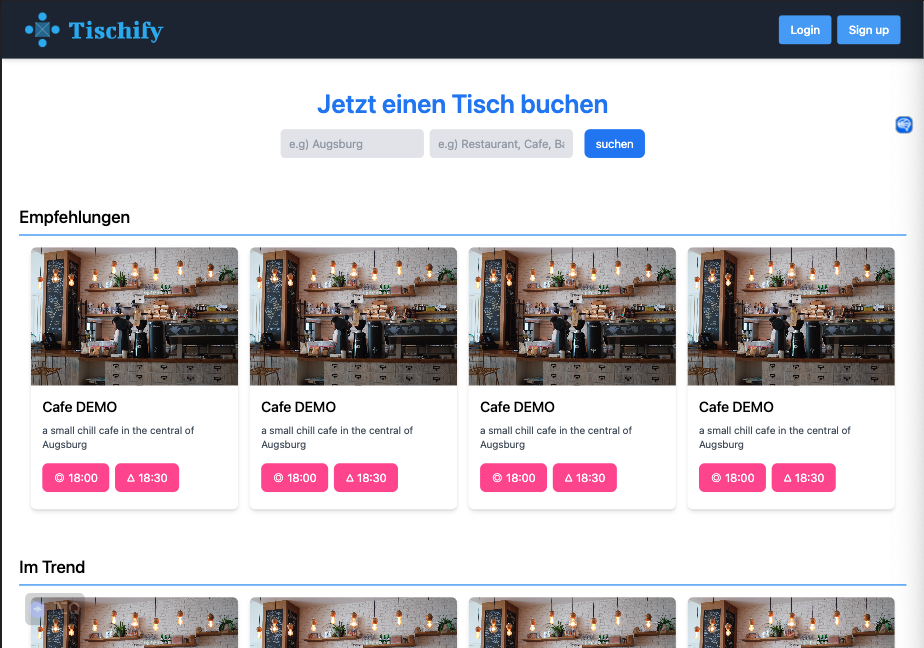 Tischify
Login
Sign up
Jetzt einen Tisch buchen
e.g) Augsburg
e.g) Restaurant, Cafe, Ba
suchen
Empfehlungen
Cafe DEMO
a small chill cafe in the central of
Augsburg
◎ 18:00
△ 18:30
Cafe DEMO
a small chill cafe in the central of
Augsburg
◎ 18:00
△ 18:30
Cafe DEMO
a small chill cafe in the central of
Augsburg
◎ 18:00
△ 18:30
Cafe DEMO
a small chill cafe in the central of
Augsburg
◎ 18:00
△ 18:30
Im Trend